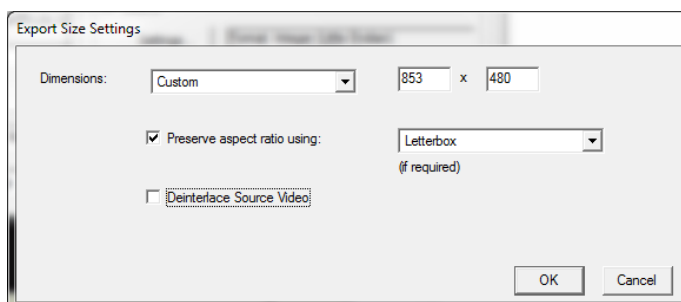 Export Size Settings
Dimensions: Custom 853 x 480
Preserve aspect ratio using: Letterbox
(if required)
Deinterlace Source Video
OK Cancel